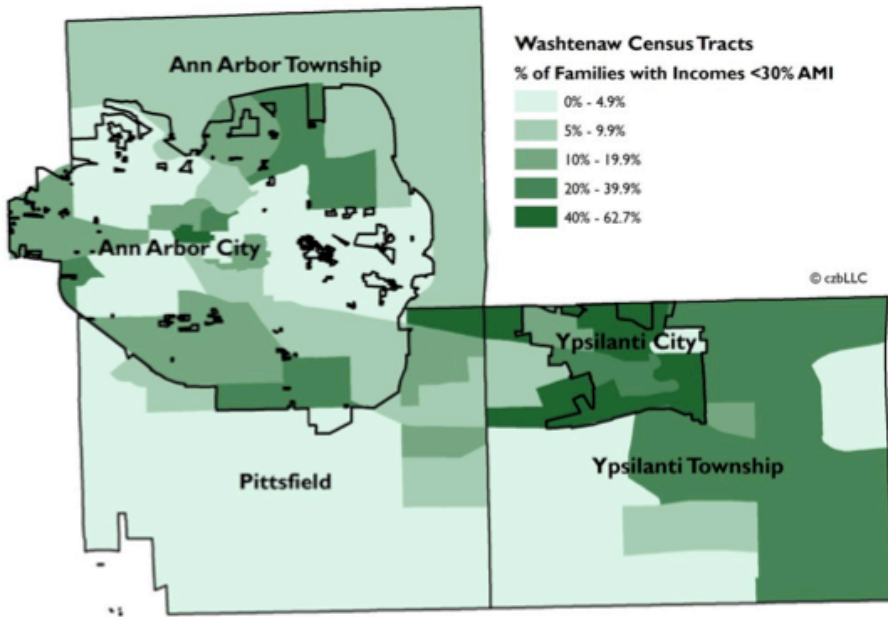 Washtenaw Census Tracts
% of Families with Incomes <30% AMI
0% - 4.9%
5% - 9.9%
10% - 19.9%
20% - 39.9%
40% - 62.7%
© czbLLC
Ann Arbor Township
Ann Arbor City
Ypsilanti City
Pittsfield
Ypsilanti Township